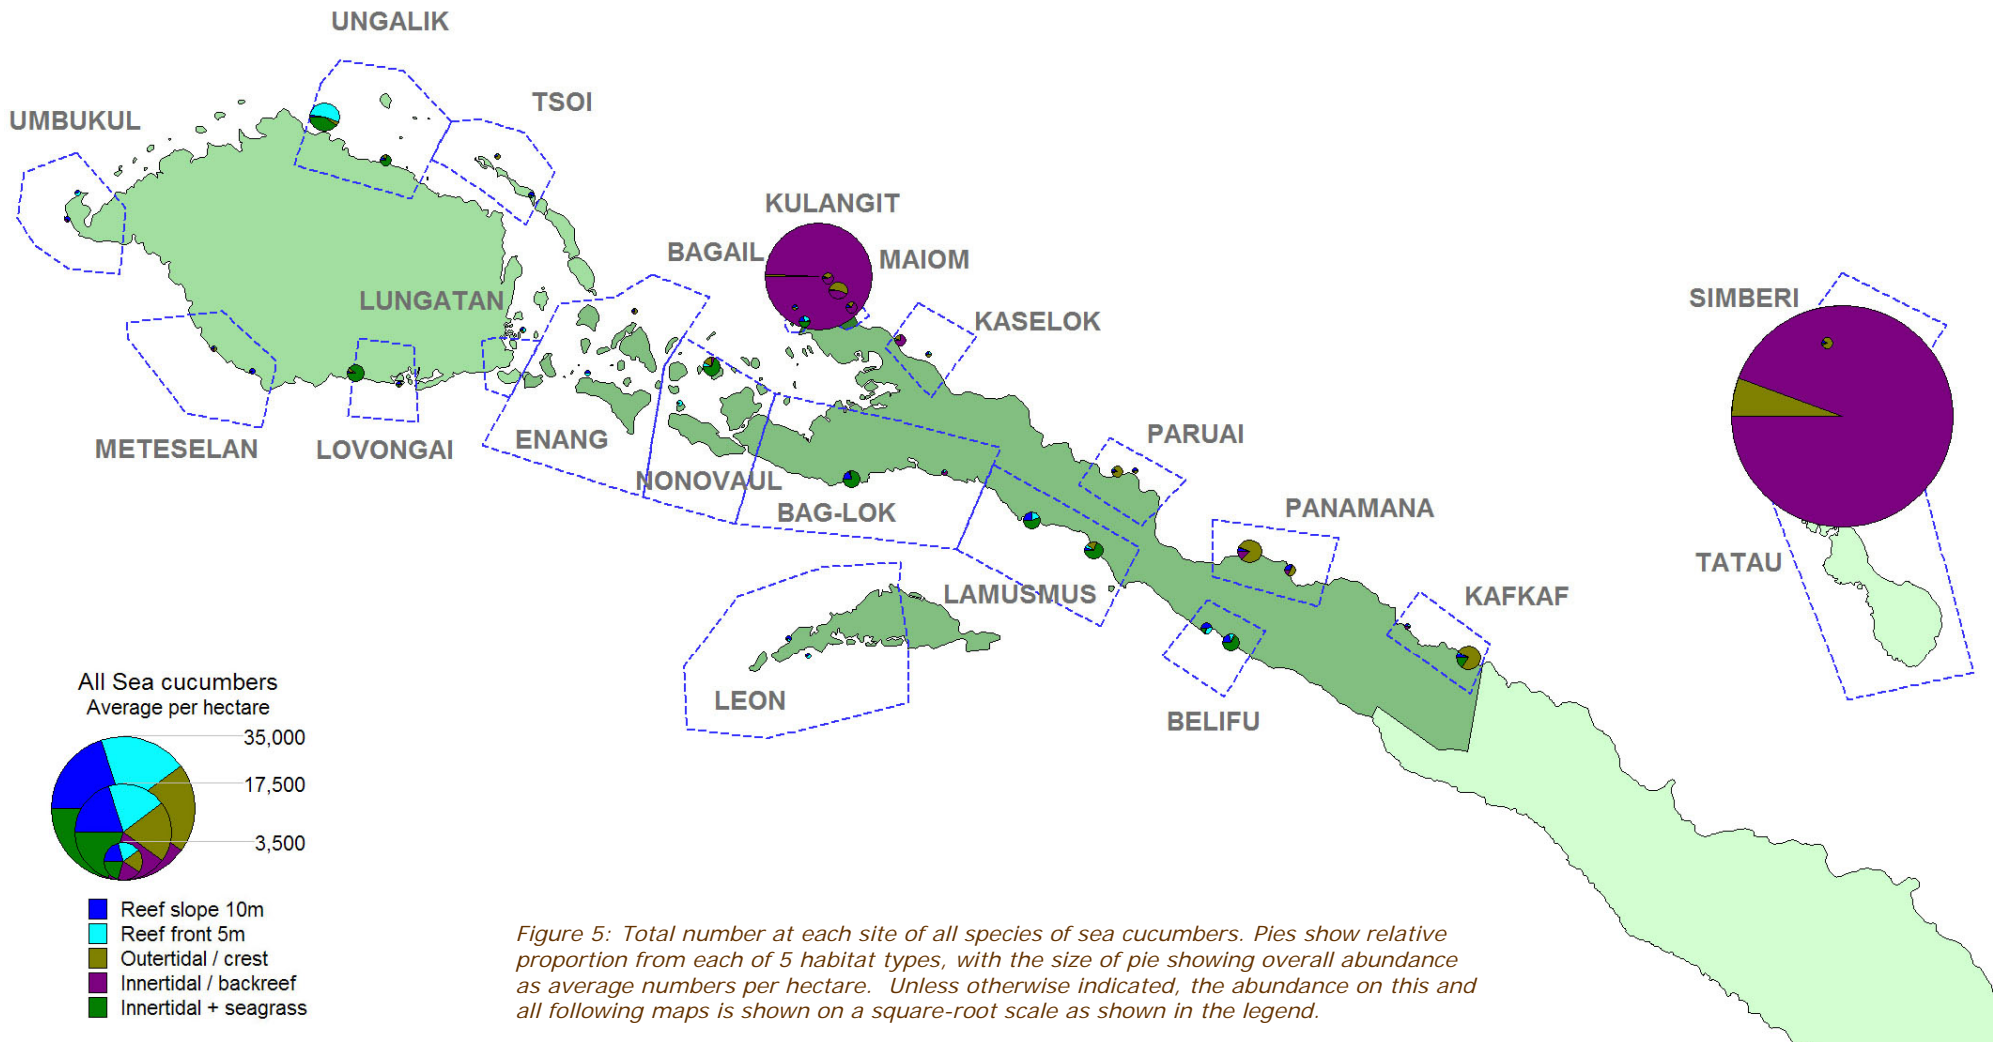 UNGALIK
TSOI
UMBUKUL
KULANGIT
BAGAIL
MAIOM
LUNGATAN
SIMBERI
KASELOK
METESELAN
LOVONGAI
ENANG
PARUAI
NONOVAUL
BAG-LOK
PANAMANA
TATAU
LAMUSMUS
KAFKAF
LEON
BELIFU
All Sea cucumbers
Average per hectare
35,000
17,500
3,500
Reef slope 10m
Reef front 5m
Outertidal / crest
Innertidal / backreef
Innertidal + seagrass
Figure 5: Total number at each site of all species of sea cucumbers. Pies show relative
proportion from each of 5 habitat types, with the size of pie showing overall abundance
as average numbers per hectare. Unless otherwise indicated, the abundance on this and
all following maps is shown on a square-root scale as shown in the legend.